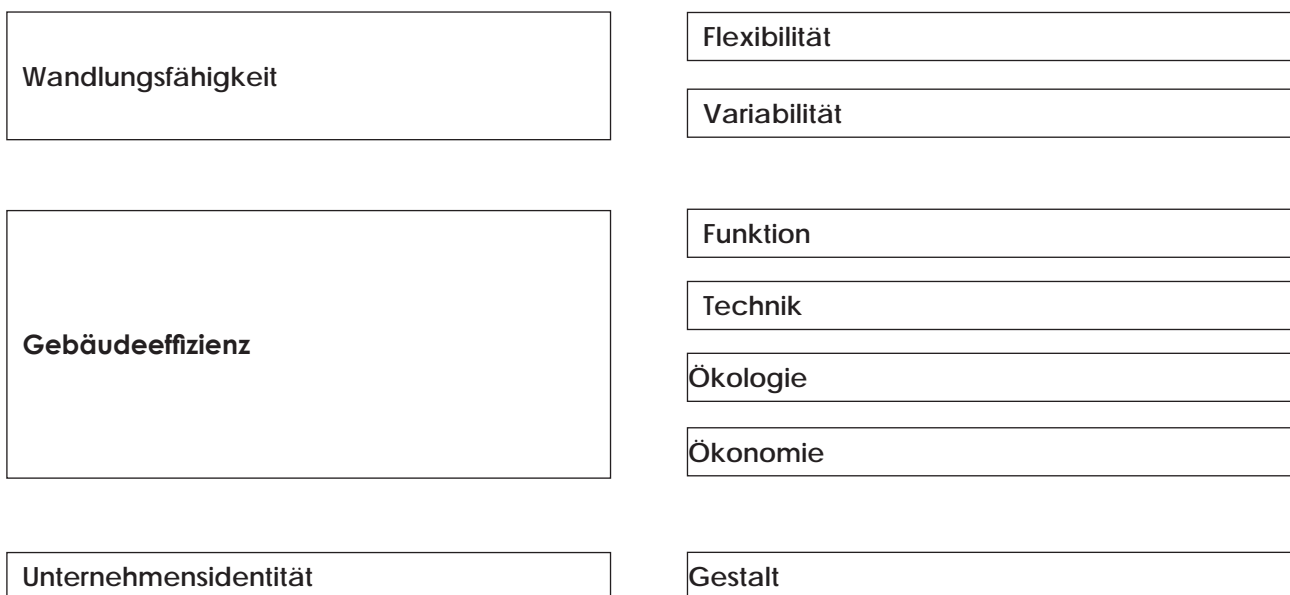 Wandlungsfähigkeit
Flexibilität
Variabilität
Gebäudeeffizienz
Funktion
Technik
Ökologie
Ökonomie
Unternehmensidentität
Gestalt